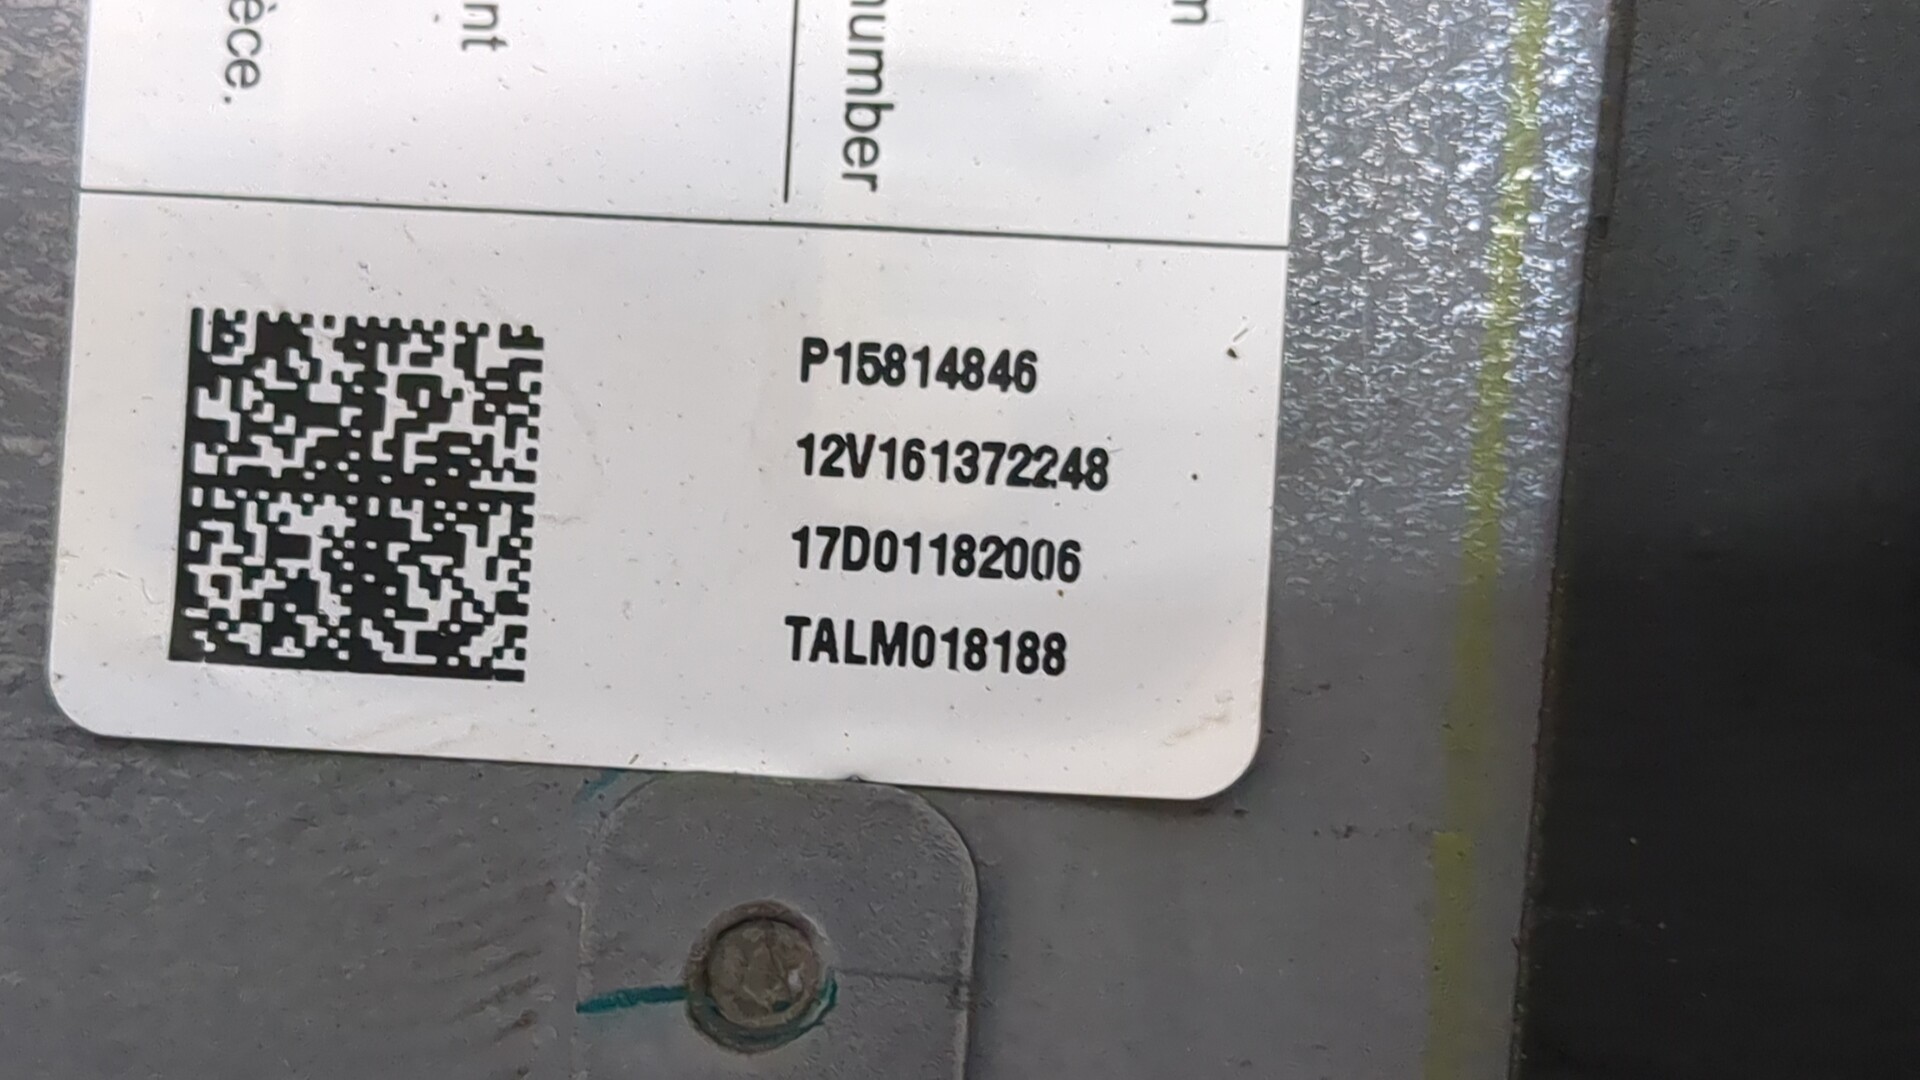 èce.
nt
number
m
P15814846
12V161372248
17D01182006
TALM018188